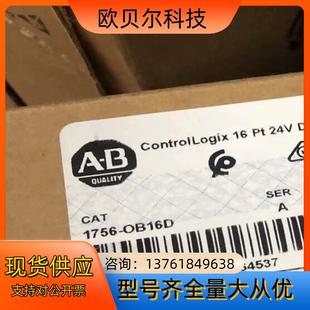 欧贝尔科技
ControlLogix 16 Pt 24V D
A-B
QUALITY
CAT
1756-OB16D
SER
A
64537
现货供应
支持对公开票
咨询：13761849638
型号齐全量大从优